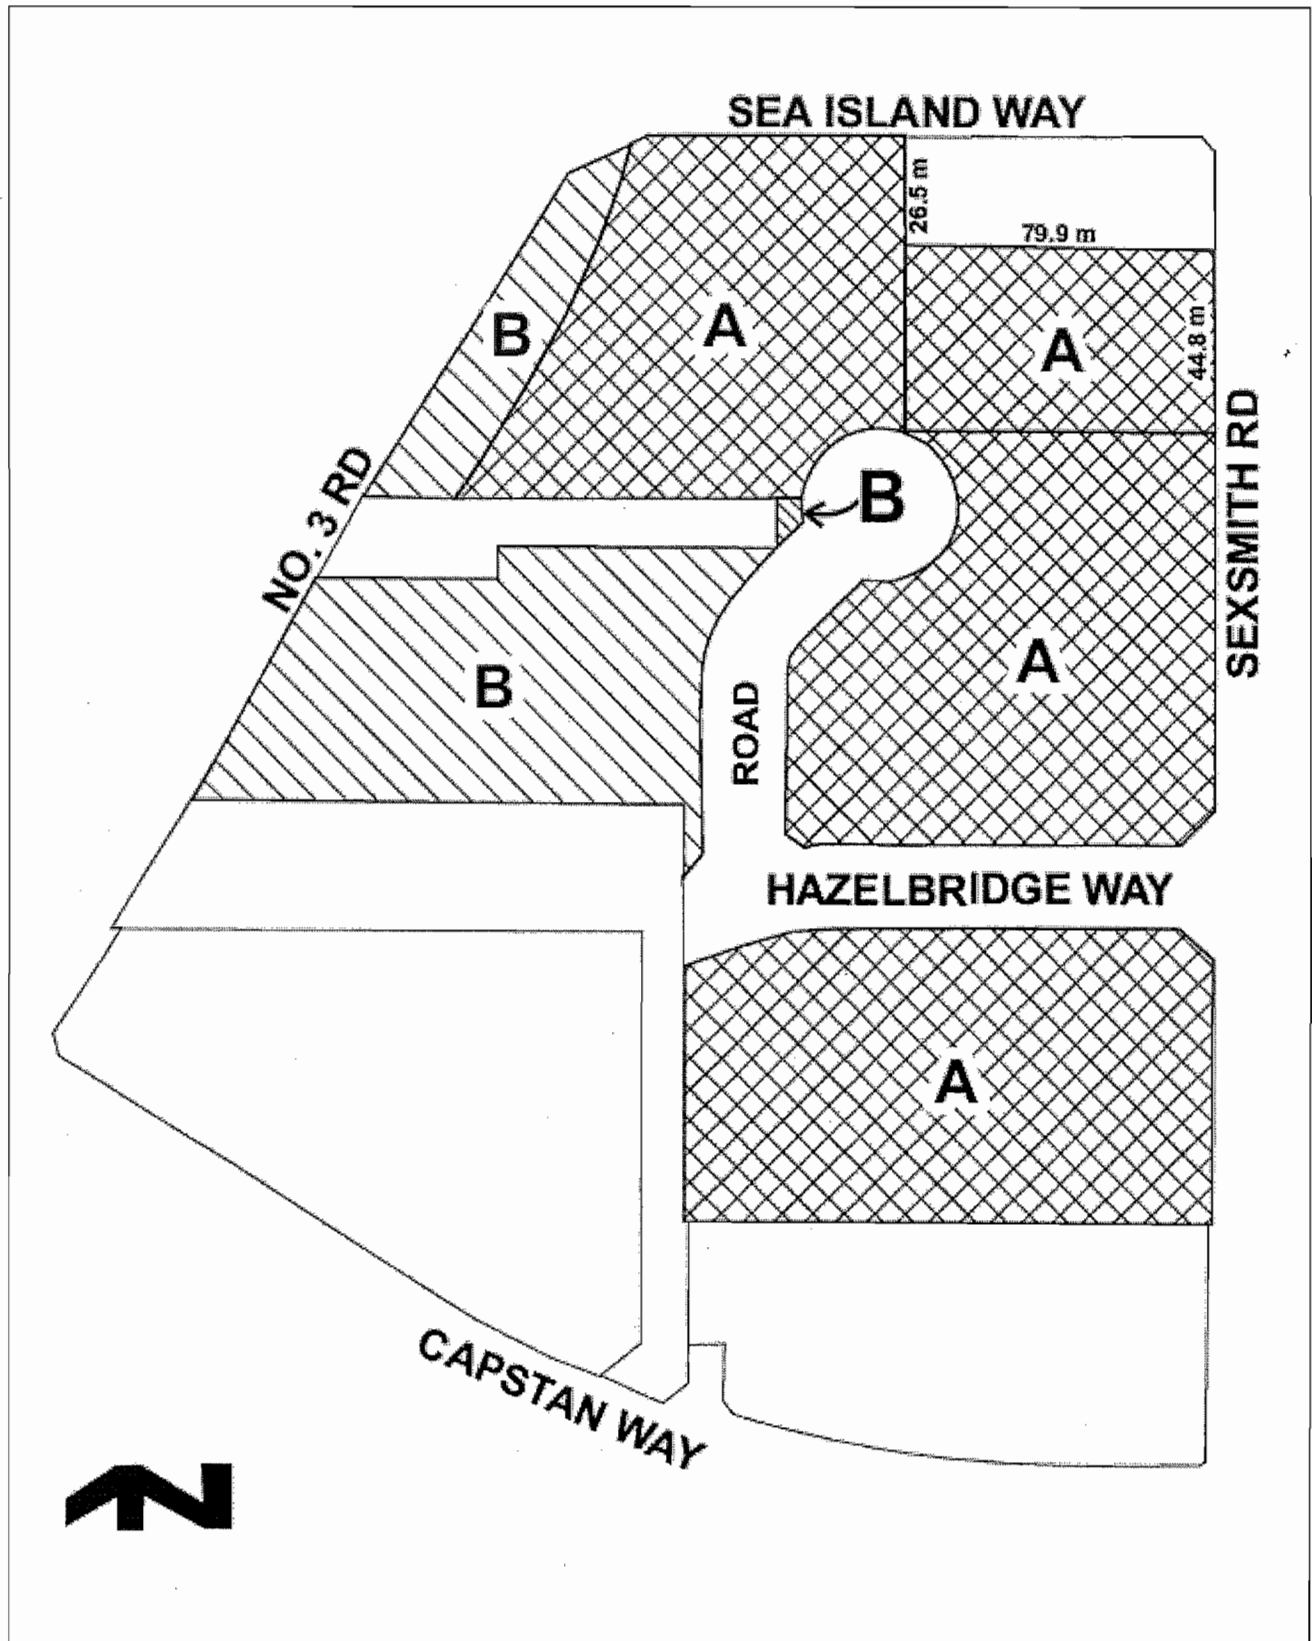 SEA ISLAND WAY
26.5 m
79.9 m
B
A
A
44.8 m
NO. 3 RD
B
SEXSMITH RD
A
B
ROAD
HAZELBRIDGE WAY
A
CAPSTAN WAY
N